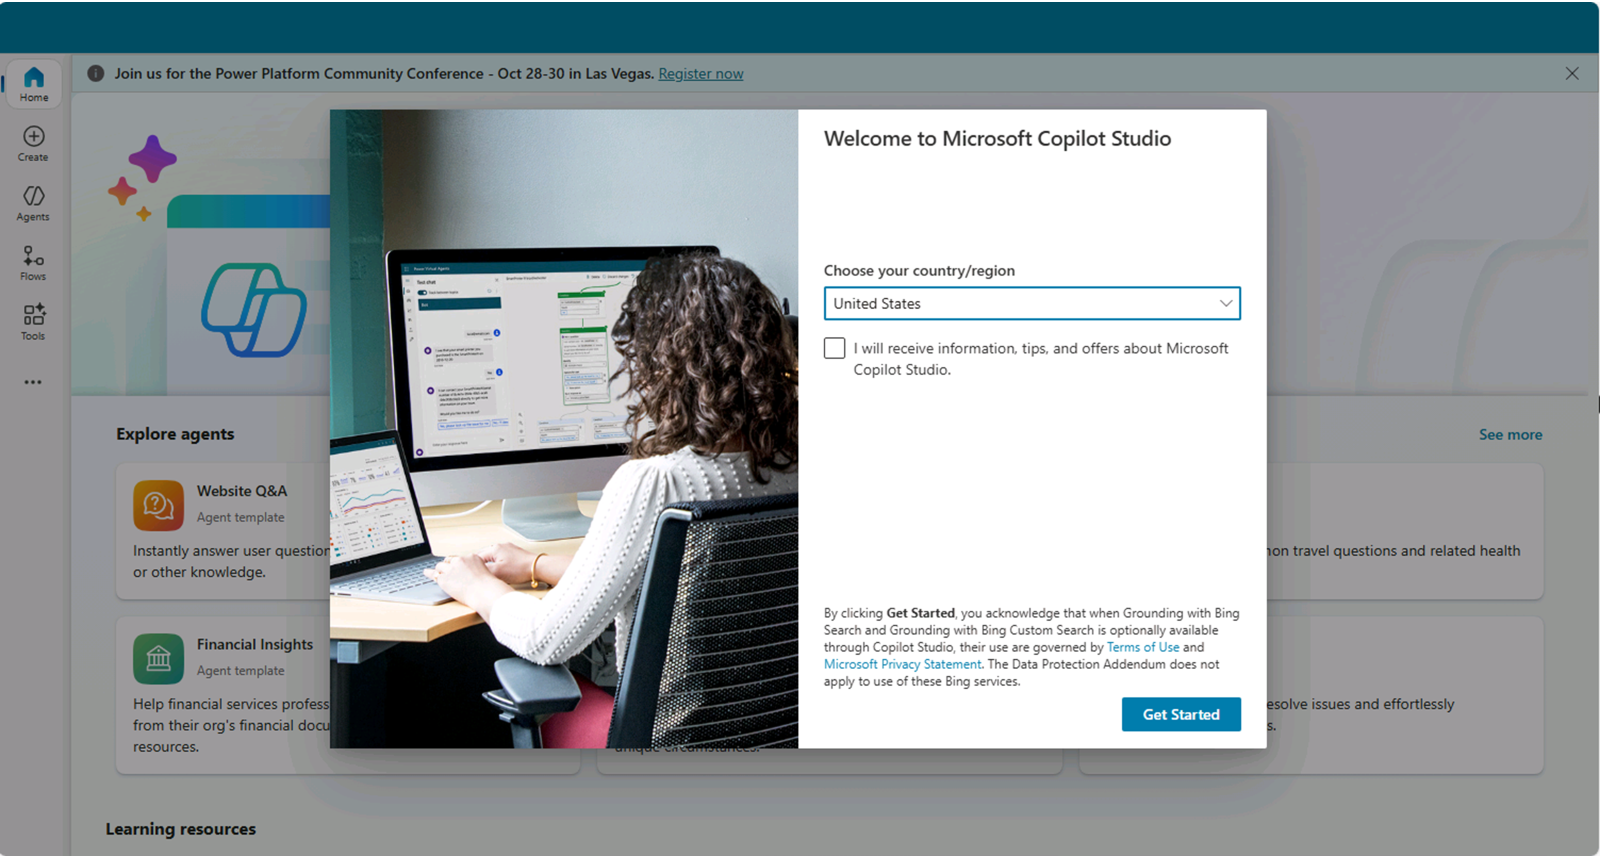 Join us for the Power Platform Community Conference - Oct 28-30 in Las Vegas. Register now
Home
Create
Agents
Flows
Tools
Welcome to Microsoft Copilot Studio
Choose your country/region
United States
I will receive information, tips, and offers about Microsoft
Copilot Studio.
By clicking Get Started, you acknowledge that when Grounding with Bing
Search and Grounding with Bing Custom Search is optionally available
through Copilot Studio, their use are governed by Terms of Use and
Microsoft Privacy Statement. The Data Protection Addendum does not
apply to use of these Bing services.
Get Started
Power Virtual Agents
Test chat
Explore agents
See more
Website Q&A
Agent template
Instantly answer user question
or other knowledge.
travel questions and related health
Financial Insights
Agent template
Help financial services profess
from their org's financial docu
resources.
unique circumstances.
esolve issues and effortlessly
s.
Learning resources